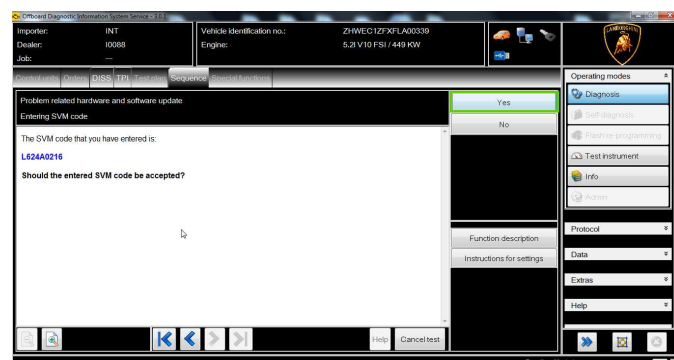 Offboard Diagnostic Information System Service - 3.0.1
Importer: INT
Dealer: I0088
Job: ---
Vehicle identification no.: ZHWEC1ZFXFLA00339
Engine: 5.2l V10 FSI / 449 KW
LAMBORGHINI
Control units Orders DISS TPI Test plan Sequence Special functions
Problem related hardware and software update
Entering SVM code
The SVM code that you have entered is:
L624A0216
Should the entered SVM code be accepted?
Yes
No
Function description
Instructions for settings
Help
Cancel test
Operating modes
Diagnosis
Self-diagnosis
Flash re-programming
Test instrument
Info
Admin
Protocol
Data
Extras
Help